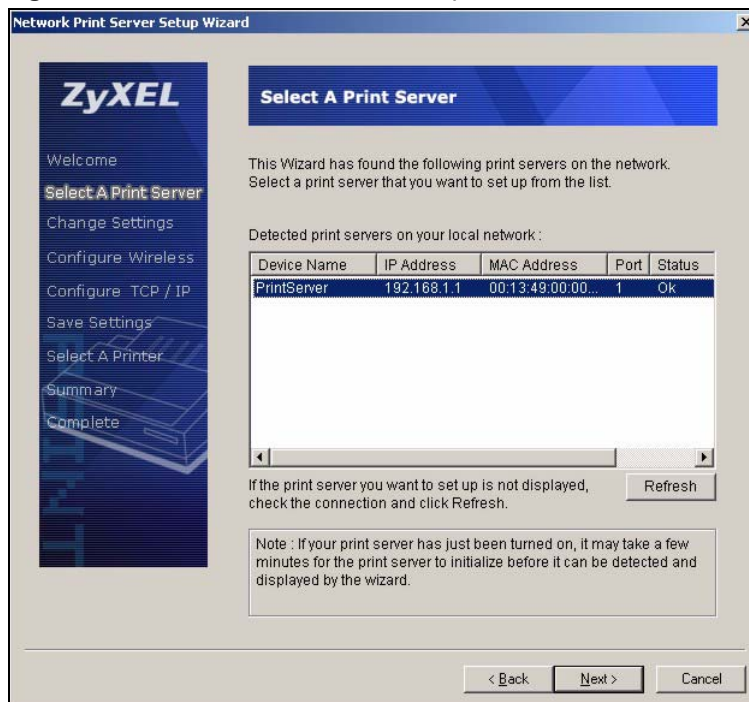 Network Print Server Setup Wizard
ZyXEL
Welcome
Select A Print Server
Change Settings
Configure Wireless
Configure TCP / IP
Save Settings
Select A Printer
Summary
Complete
PRINT
Select A Print Server
This Wizard has found the following print servers on the network.
Select a print server that you want to set up from the list.
Detected print servers on your local network :
Device Name IP Address MAC Address Port Status
PrintServer 192.168.1.1 00:13:49:00:00... 1 Ok
If the print server you want to set up is not displayed,
check the connection and click Refresh.
Refresh
Note : If your print server has just been turned on, it may take a few
minutes for the print server to initialize before it can be detected and
displayed by the wizard.
< Back Next > Cancel